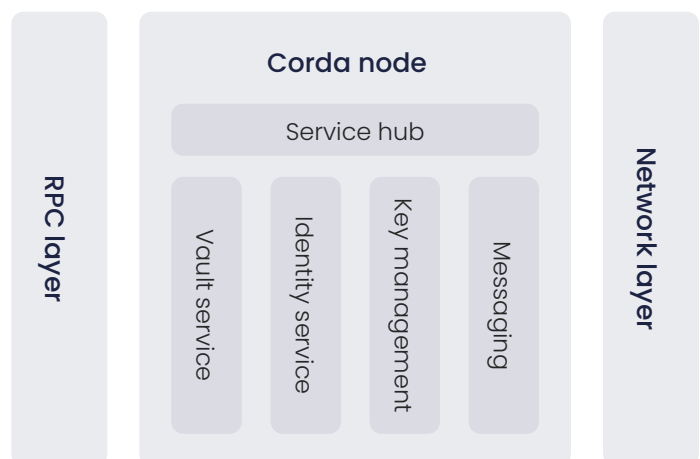 RPC layer
Corda node
Service hub
Vault service
Identity service
Key management
Messaging
Network layer